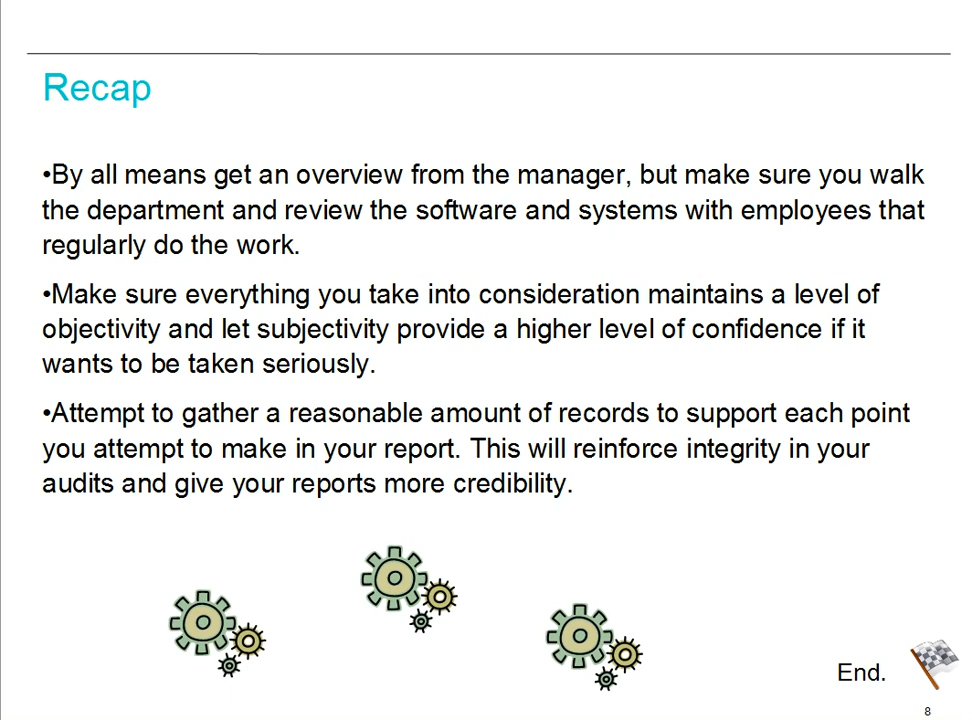 Recap
•By all means get an overview from the manager, but make sure you walk
the department and review the software and systems with employees that
regularly do the work.
•Make sure everything you take into consideration maintains a level of
objectivity and let subjectivity provide a higher level of confidence if it
wants to be taken seriously.
•Attempt to gather a reasonable amount of records to support each point
you attempt to make in your report. This will reinforce integrity in your
audits and give your reports more credibility.
End.
8